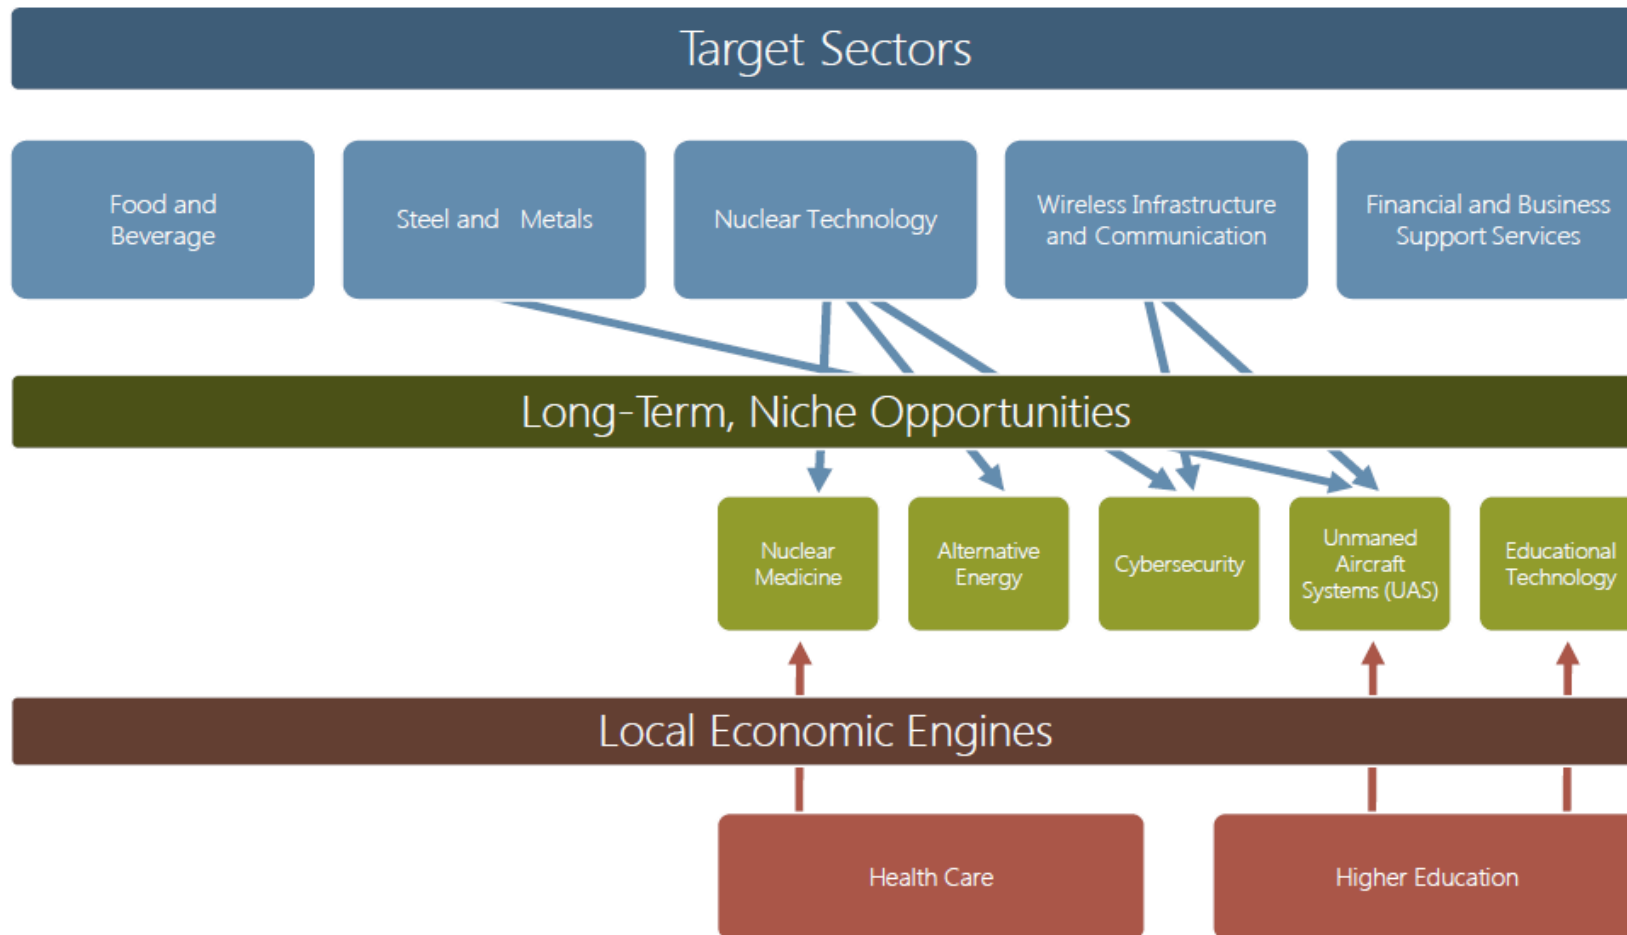 Target Sectors
Food and
Beverage
Steel and Metals
Nuclear Technology
Wireless Infrastructure
and Communication
Financial and Business
Support Services
Long-Term, Niche Opportunities
Nuclear
Medicine
Alternative
Energy
Cybersecurity
Unmaned
Aircraft
Systems (UAS)
Educational
Technology
Local Economic Engines
Health Care
Higher Education